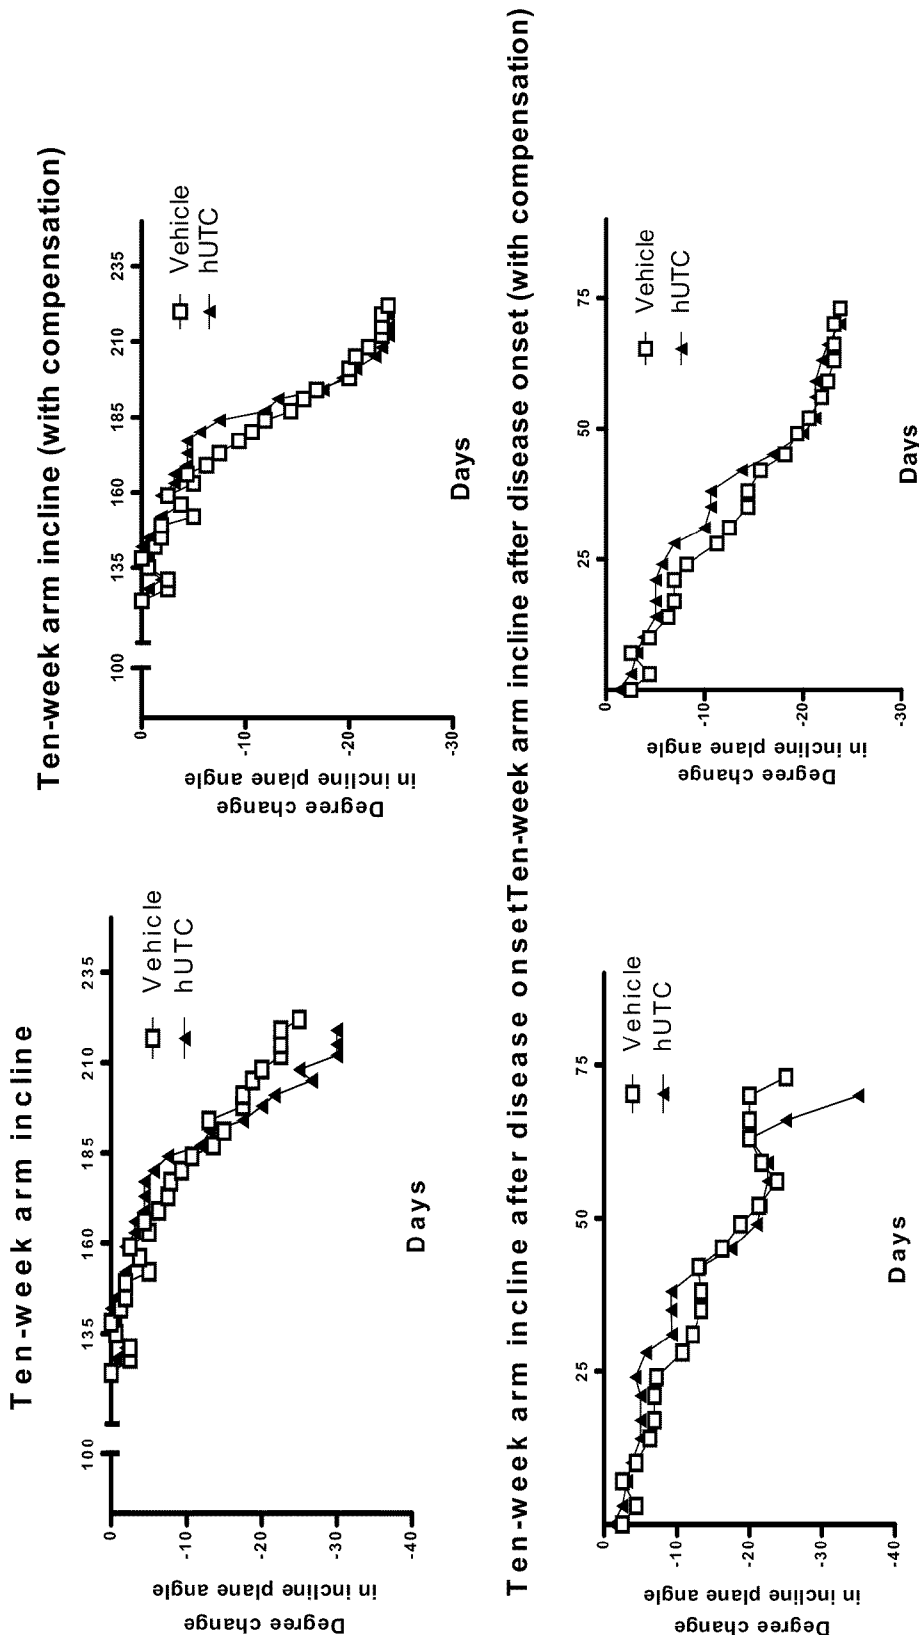 Ten-week arm incline
Degree change
in incline plane angle
0
-10
-20
-30
-40
100
135
160
185
210
235
Vehicle
hUTC
Days
Ten-week arm incline (with compensation)
Degree change
in incline plane angle
0
-10
-20
-30
100
135
160
185
210
235
Vehicle
hUTC
Days
Ten-week arm incline after disease onset
Degree change
in incline plane angle
0
-10
-20
-30
-40
25
50
75
Vehicle
hUTC
Days
Ten-week arm incline after disease onset (with compensation)
Degree change
in incline plane angle
0
-10
-20
-30
25
50
75
Vehicle
hUTC
Days